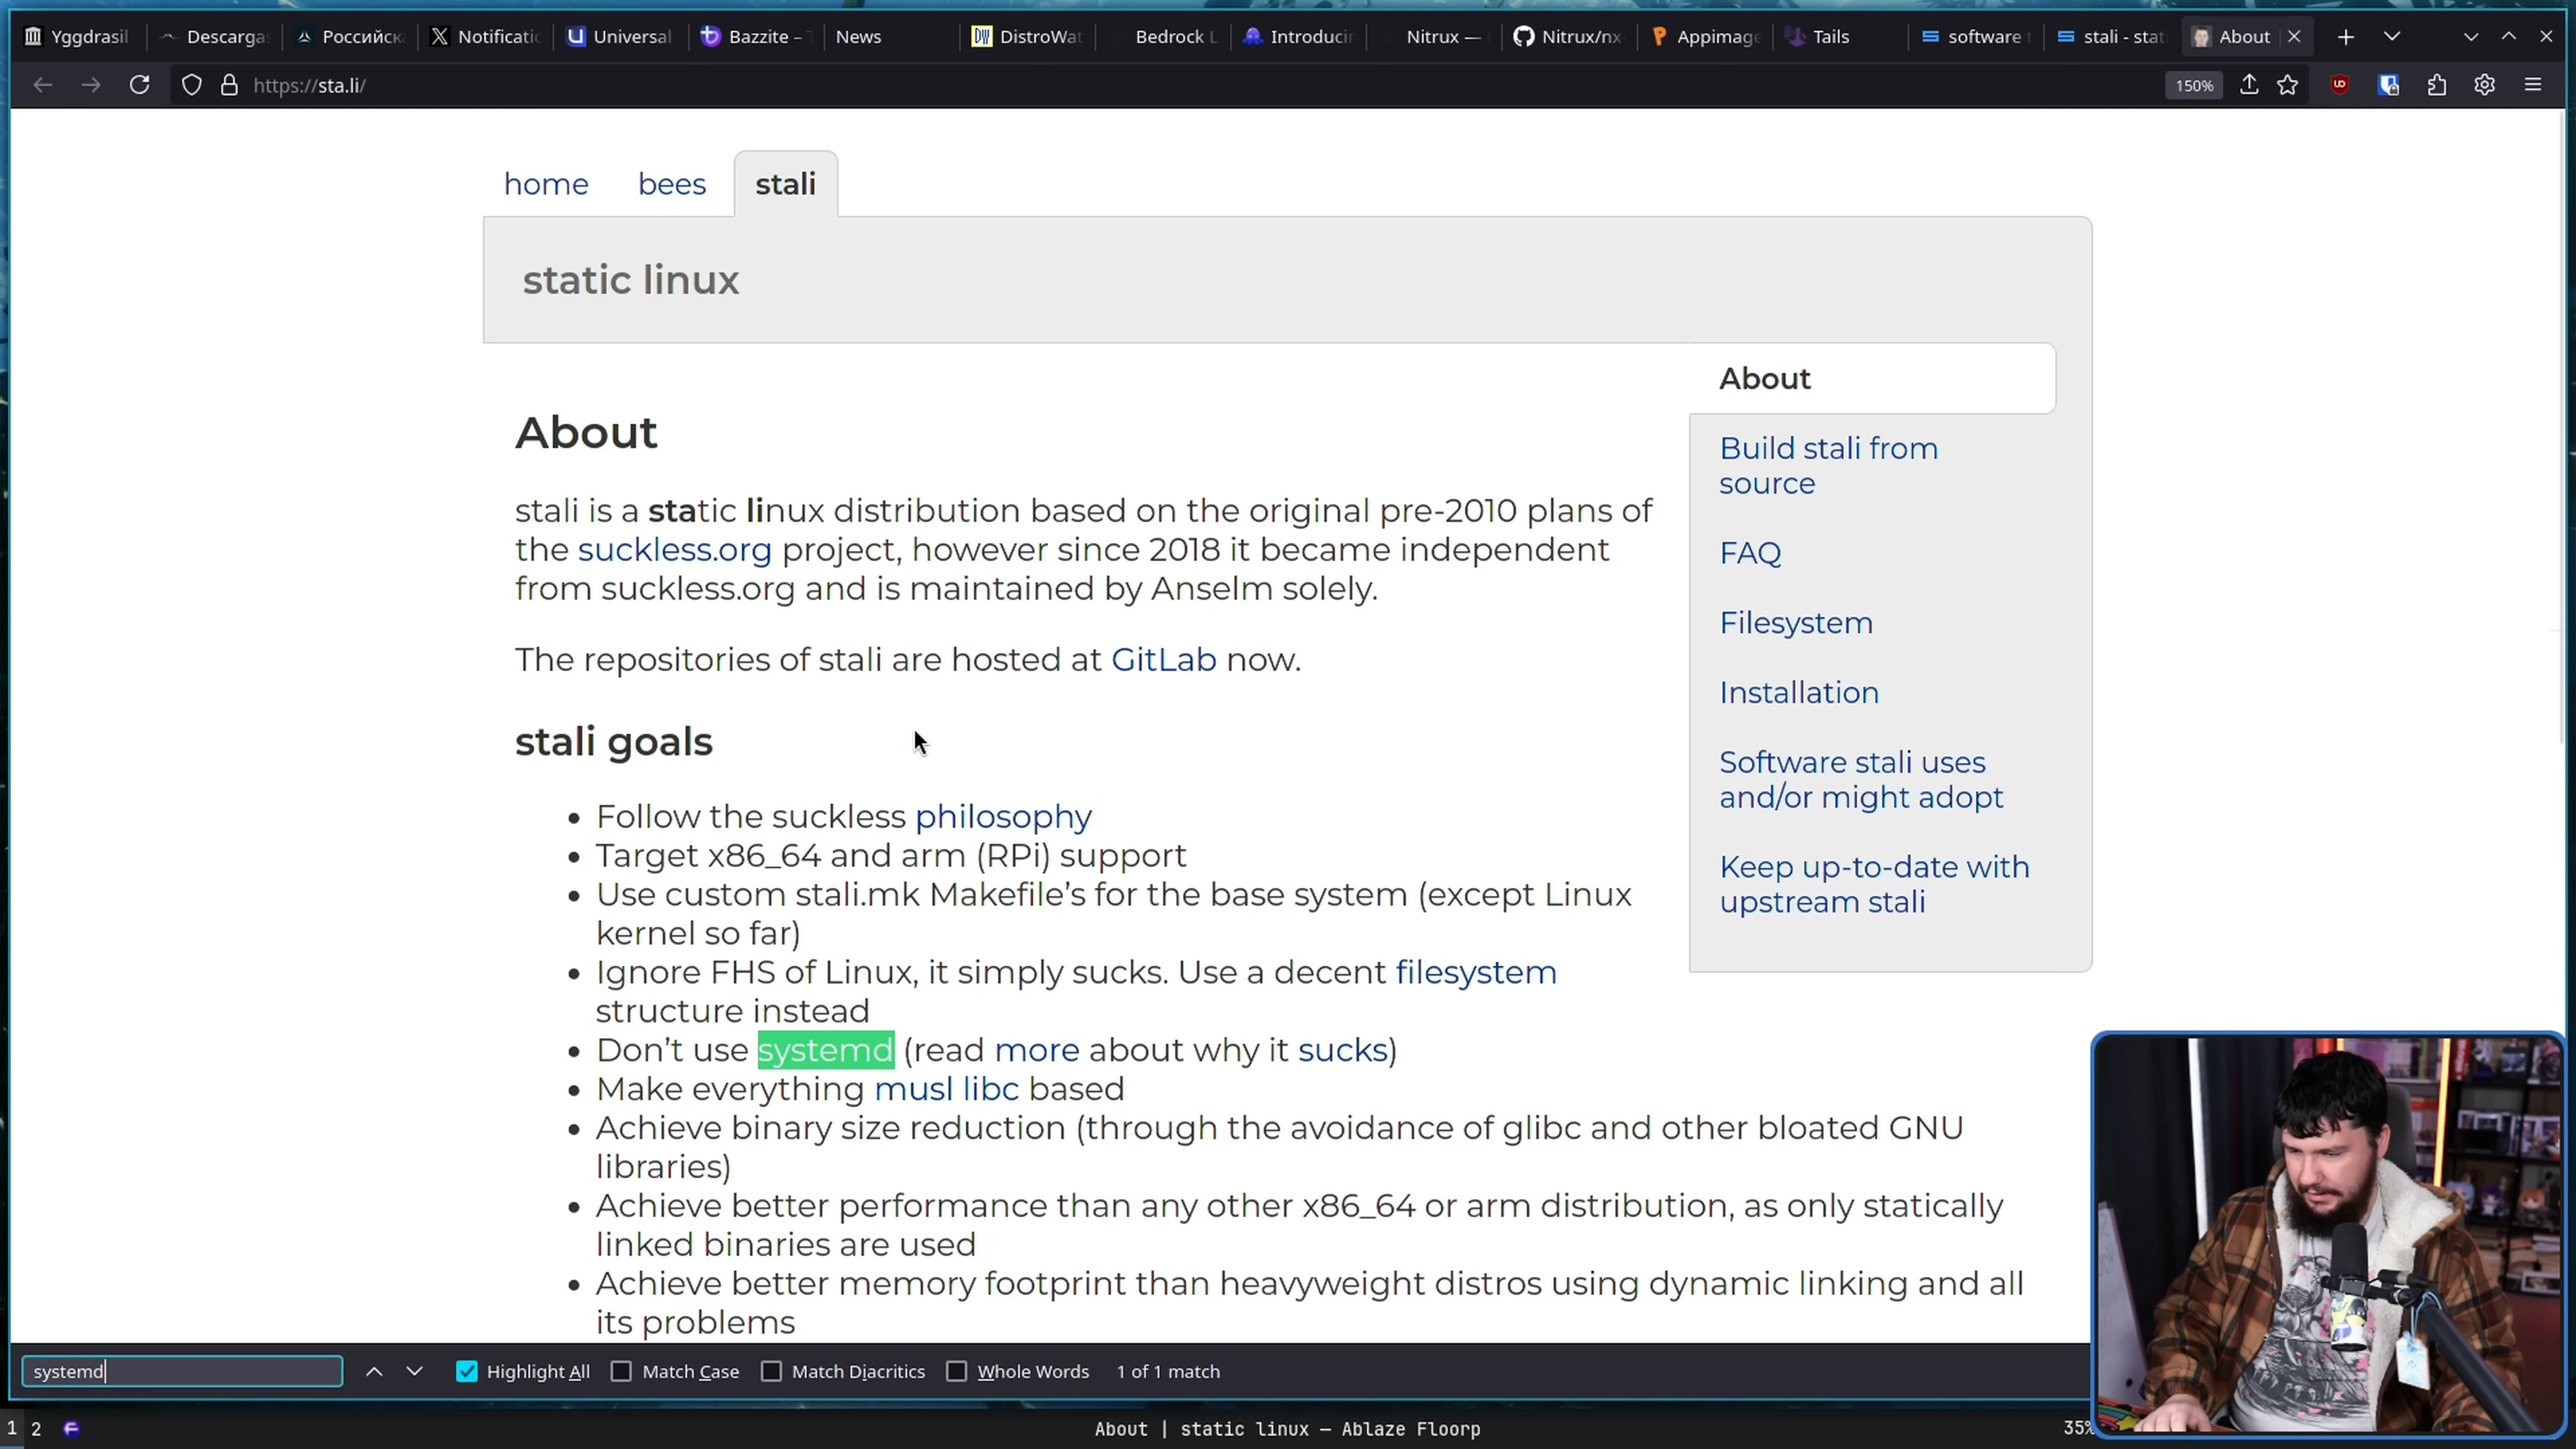 Yggdrasil
Descarga
Российск
Notificatio
Universal
Bazzite –
News
DistroWat
Bedrock L
Introducin
Nitrux —
Nitrux/nx
Appimage
Tails
software
stali - stat
About
https://sta.li/
150%
home
bees
stali
static linux
About
stali is a static linux distribution based on the original pre-2010 plans of
the suckless.org project, however since 2018 it became independent
from suckless.org and is maintained by Anselm solely.
The repositories of stali are hosted at GitLab now.
stali goals
• Follow the suckless philosophy
• Target x86_64 and arm (RPi) support
• Use custom stali.mk Makefile’s for the base system (except Linux
kernel so far)
• Ignore FHS of Linux, it simply sucks. Use a decent filesystem
structure instead
• Don’t use systemd (read more about why it sucks)
• Make everything musl libc based
• Achieve binary size reduction (through the avoidance of glibc and other bloated GNU
libraries)
• Achieve better performance than any other x86_64 or arm distribution, as only statically
linked binaries are used
• Achieve better memory footprint than heavyweight distros using dynamic linking and all
its problems
About
Build stali from
source
FAQ
Filesystem
Installation
Software stali uses
and/or might adopt
Keep up-to-date with
upstream stali
systemd
Highlight All
Match Case
Match Diacritics
Whole Words
1 of 1 match
1 2
About | static linux — Ablaze Floorp
35%